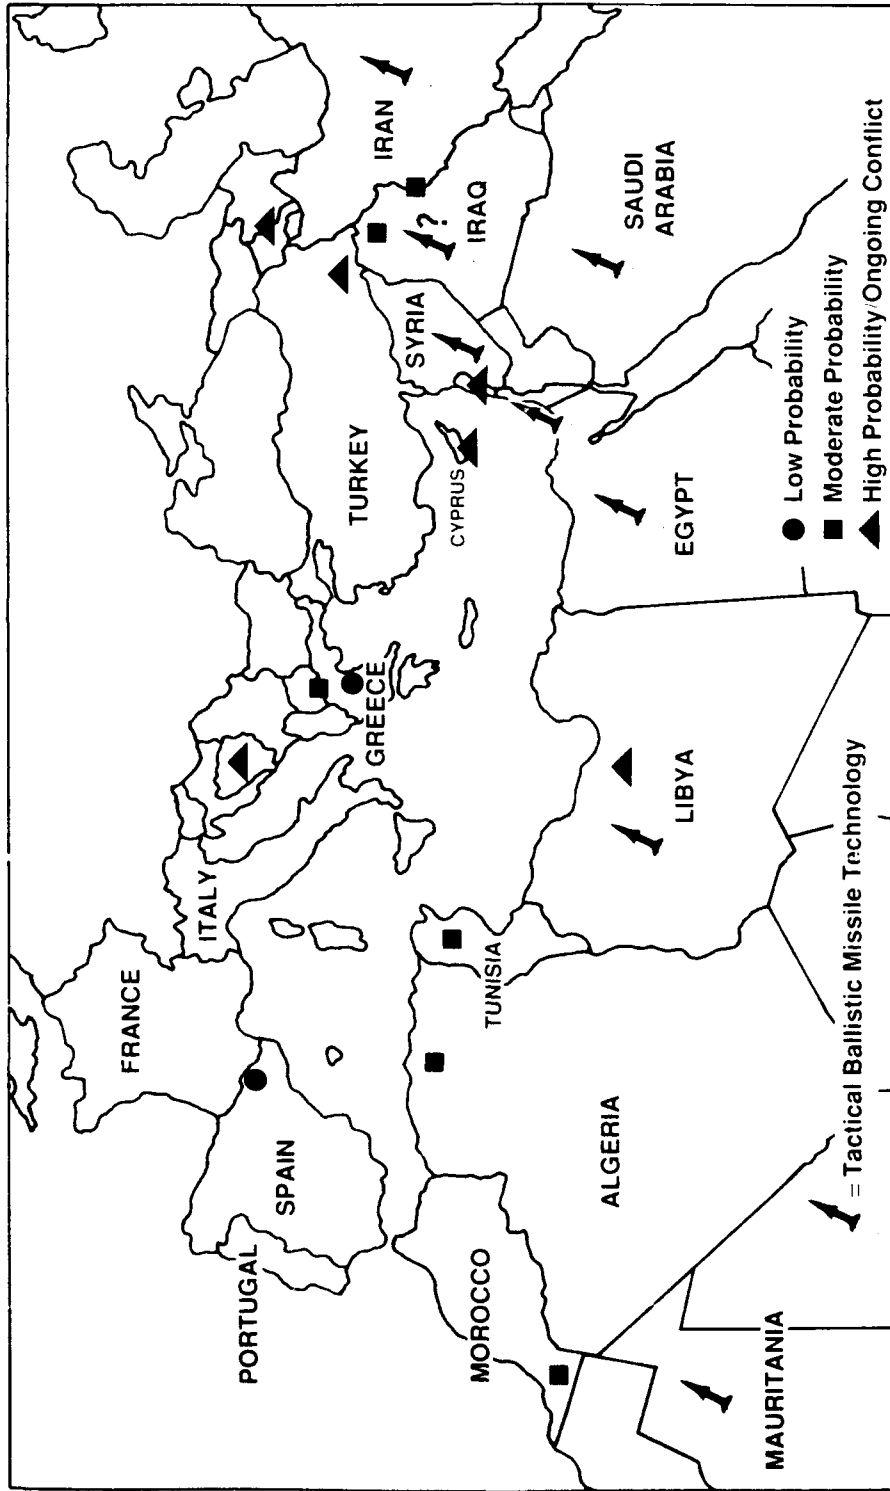 FRANCE
ITALY
PORTUGAL
SPAIN
GREECE
TURKEY
CYPRUS
SYRIA
IRAN
?
IRAQ
SAUDI
ARABIA
MOROCCO
ALGERIA
TUNISIA
LIBYA
EGYPT
MAURITANIA
= Tactical Ballistic Missile Technology
Low Probability
Moderate Probability
High Probability/Ongoing Conflict